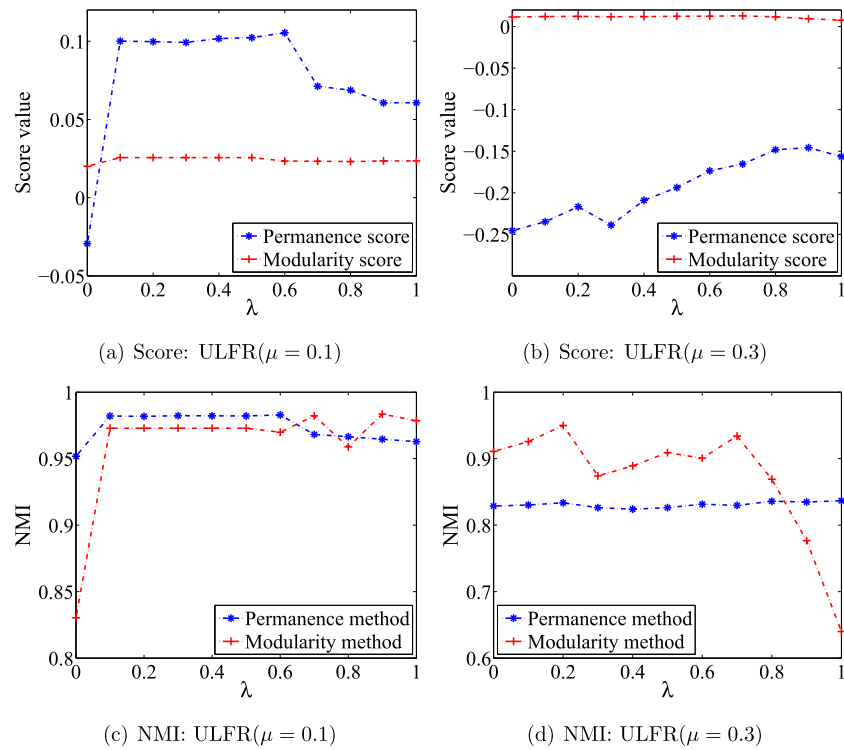 0.1
0.05
0
−0.05
Score value
0 0.2 0.4 0.6 0.8 1
λ
Permanence score
Modularity score
(a) Score: ULFR(μ = 0.1)
0
−0.05
−0.1
−0.15
−0.2
−0.25
Score value
0 0.2 0.4 0.6 0.8 1
λ
Permanence score
Modularity score
(b) Score: ULFR(μ = 0.3)
1
0.95
0.9
0.85
0.8
NMI
0 0.2 0.4 0.6 0.8 1
λ
Permanence method
Modularity method
(c) NMI: ULFR(μ = 0.1)
1
0.9
0.8
0.7
0.6
NMI
0 0.2 0.4 0.6 0.8 1
λ
Permanence method
Modularity method
(d) NMI: ULFR(μ = 0.3)